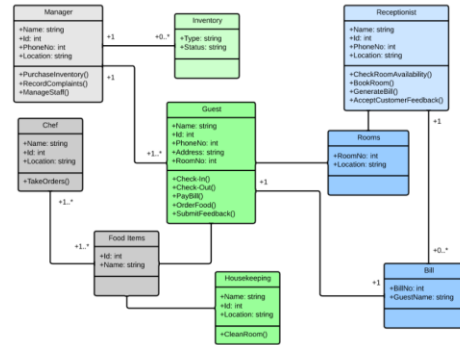 Manager
+Name: string
+Id: int
+PhoneNo: int
+Location: string
+PurchaseInventory()
+RecordComplaints()
+ManageStaff()
+1
+0..*
Inventory
+Type: string
+Status: string
Receptionist
+Name: string
+Id: int
+PhoneNo: int
+Location: string
+CheckRoomAvailability()
+BookRoom()
+GenerateBill()
+AcceptCustomerFeedback()
+1
+1..*
Guest
+Name: string
+Id: int
+PhoneNo: int
+Address: string
+RoomNo: int
+Check-In()
+Check-Out()
+PayBill()
+OrderFood()
+SubmitFeedback()
Chef
+Name: string
+Id: int
+Location: string
+TakeOrders()
+1..*
+1..*
Rooms
+RoomNo: int
+Location: string
+1
+1
+1
+0..*
Food Items
+Id: int
+Name: string
Housekeeping
+Name: string
+Id: int
+Location: string
+CleanRoom()
Bill
+BillNo: int
+GuestName: string